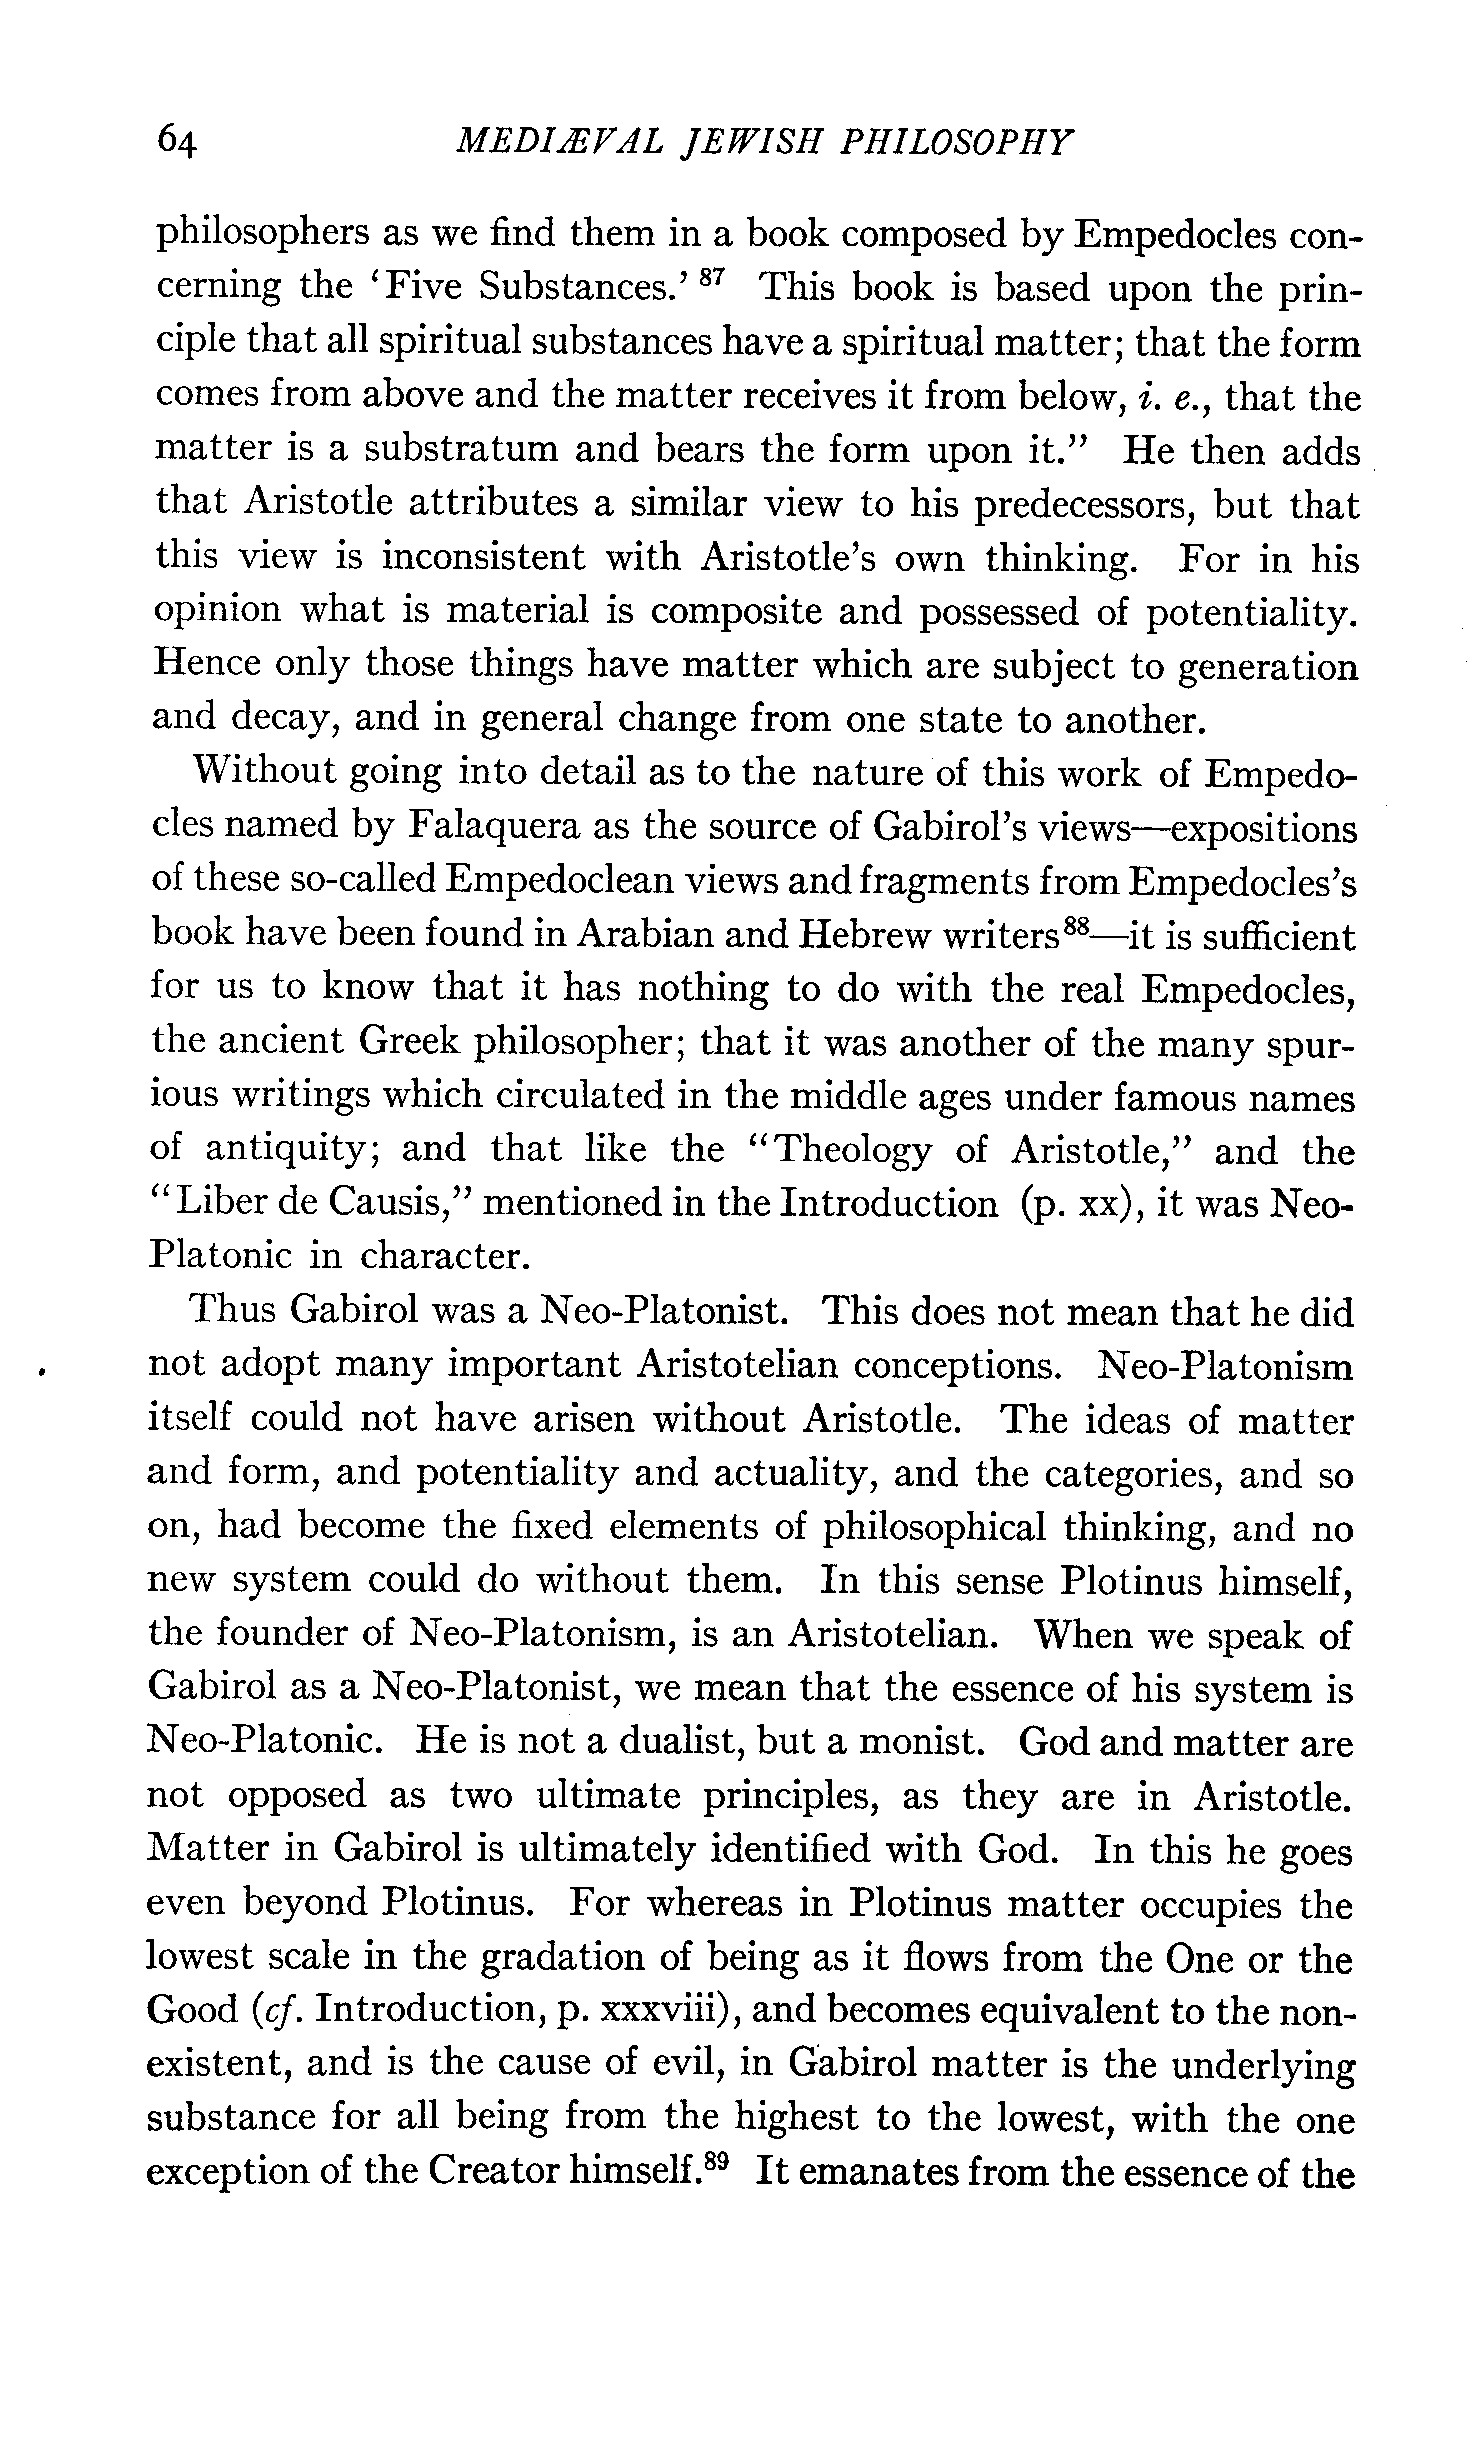 64 MEDIÆVAL JEWISH PHILOSOPHY
philosophers as we find them in a book composed by Empedocles con-
cerning the ‘Five Substances.’ 87 This book is based upon the prin-
ciple that all spiritual substances have a spiritual matter; that the form
comes from above and the matter receives it from below, i. e., that the
matter is a substratum and bears the form upon it.” He then adds
that Aristotle attributes a similar view to his predecessors, but that
this view is inconsistent with Aristotle’s own thinking. For in his
opinion what is material is composite and possessed of potentiality.
Hence only those things have matter which are subject to generation
and decay, and in general change from one state to another.
Without going into detail as to the nature of this work of Empedo-
cles named by Falaquera as the source of Gabirol’s views—expositions
of these so-called Empedoclean views and fragments from Empedocles’s
book have been found in Arabian and Hebrew writers88—it is sufficient
for us to know that it has nothing to do with the real Empedocles,
the ancient Greek philosopher; that it was another of the many spur-
ious writings which circulated in the middle ages under famous names
of antiquity; and that like the “Theology of Aristotle,” and the
“Liber de Causis,” mentioned in the Introduction (p. xx), it was Neo-
Platonic in character.
Thus Gabirol was a Neo-Platonist. This does not mean that he did
not adopt many important Aristotelian conceptions. Neo-Platonism
itself could not have arisen without Aristotle. The ideas of matter
and form, and potentiality and actuality, and the categories, and so
on, had become the fixed elements of philosophical thinking, and no
new system could do without them. In this sense Plotinus himself,
the founder of Neo-Platonism, is an Aristotelian. When we speak of
Gabirol as a Neo-Platonist, we mean that the essence of his system is
Neo-Platonic. He is not a dualist, but a monist. God and matter are
not opposed as two ultimate principles, as they are in Aristotle.
Matter in Gabirol is ultimately identified with God. In this he goes
even beyond Plotinus. For whereas in Plotinus matter occupies the
lowest scale in the gradation of being as it flows from the One or the
Good (cf. Introduction, p. xxxviii), and becomes equivalent to the non-
existent, and is the cause of evil, in Gabirol matter is the underlying
substance for all being from the highest to the lowest, with the one
exception of the Creator himself.89 It emanates from the essence of the